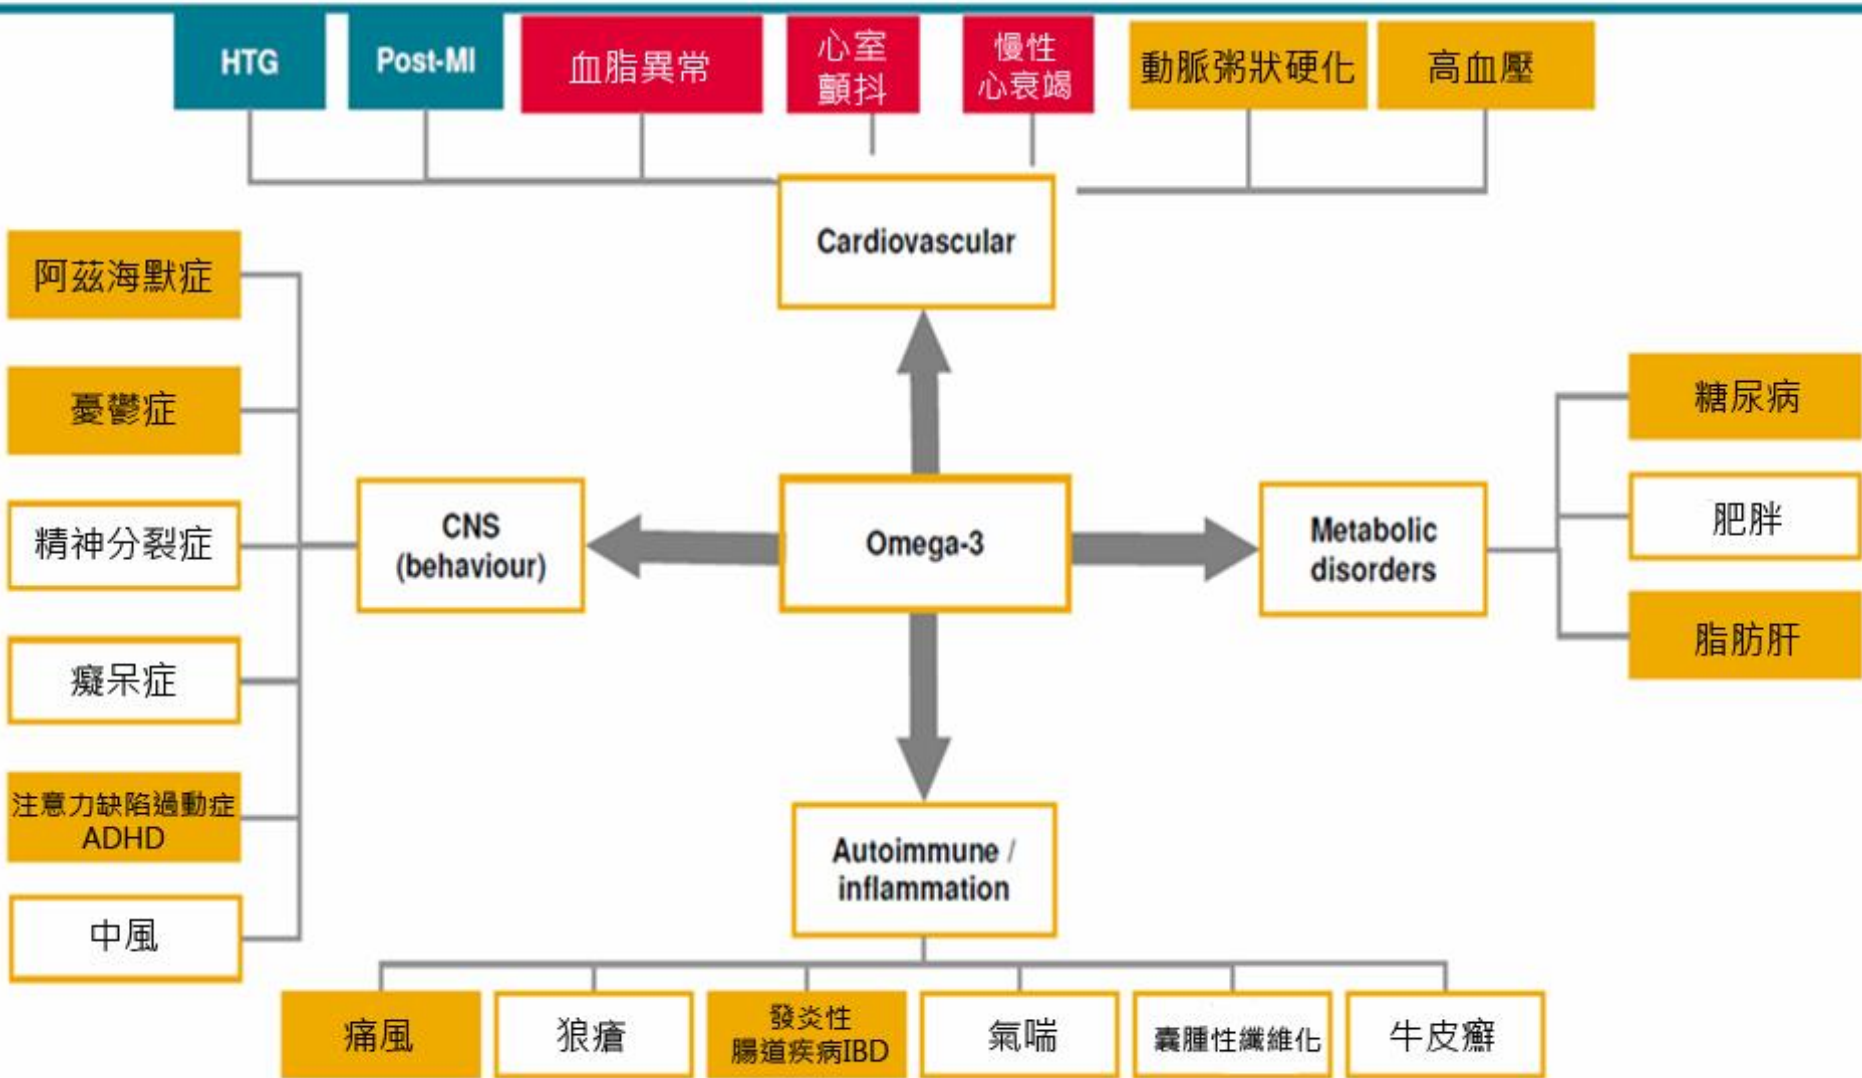 HTG
Post-MI
血脂異常
心室
顫抖
慢性
心衰竭
動脈粥狀硬化
高血壓
Cardiovascular
阿茲海默症
憂鬱症
精神分裂症
癡呆症
注意力缺陷過動症
ADHD
中風
CNS
(behaviour)
Omega-3
Metabolic
disorders
糖尿病
肥胖
脂肪肝
Autoimmune /
inflammation
痛風
狼瘡
發炎性
腸道疾病IBD
氣喘
囊腫性纖維化
牛皮癬